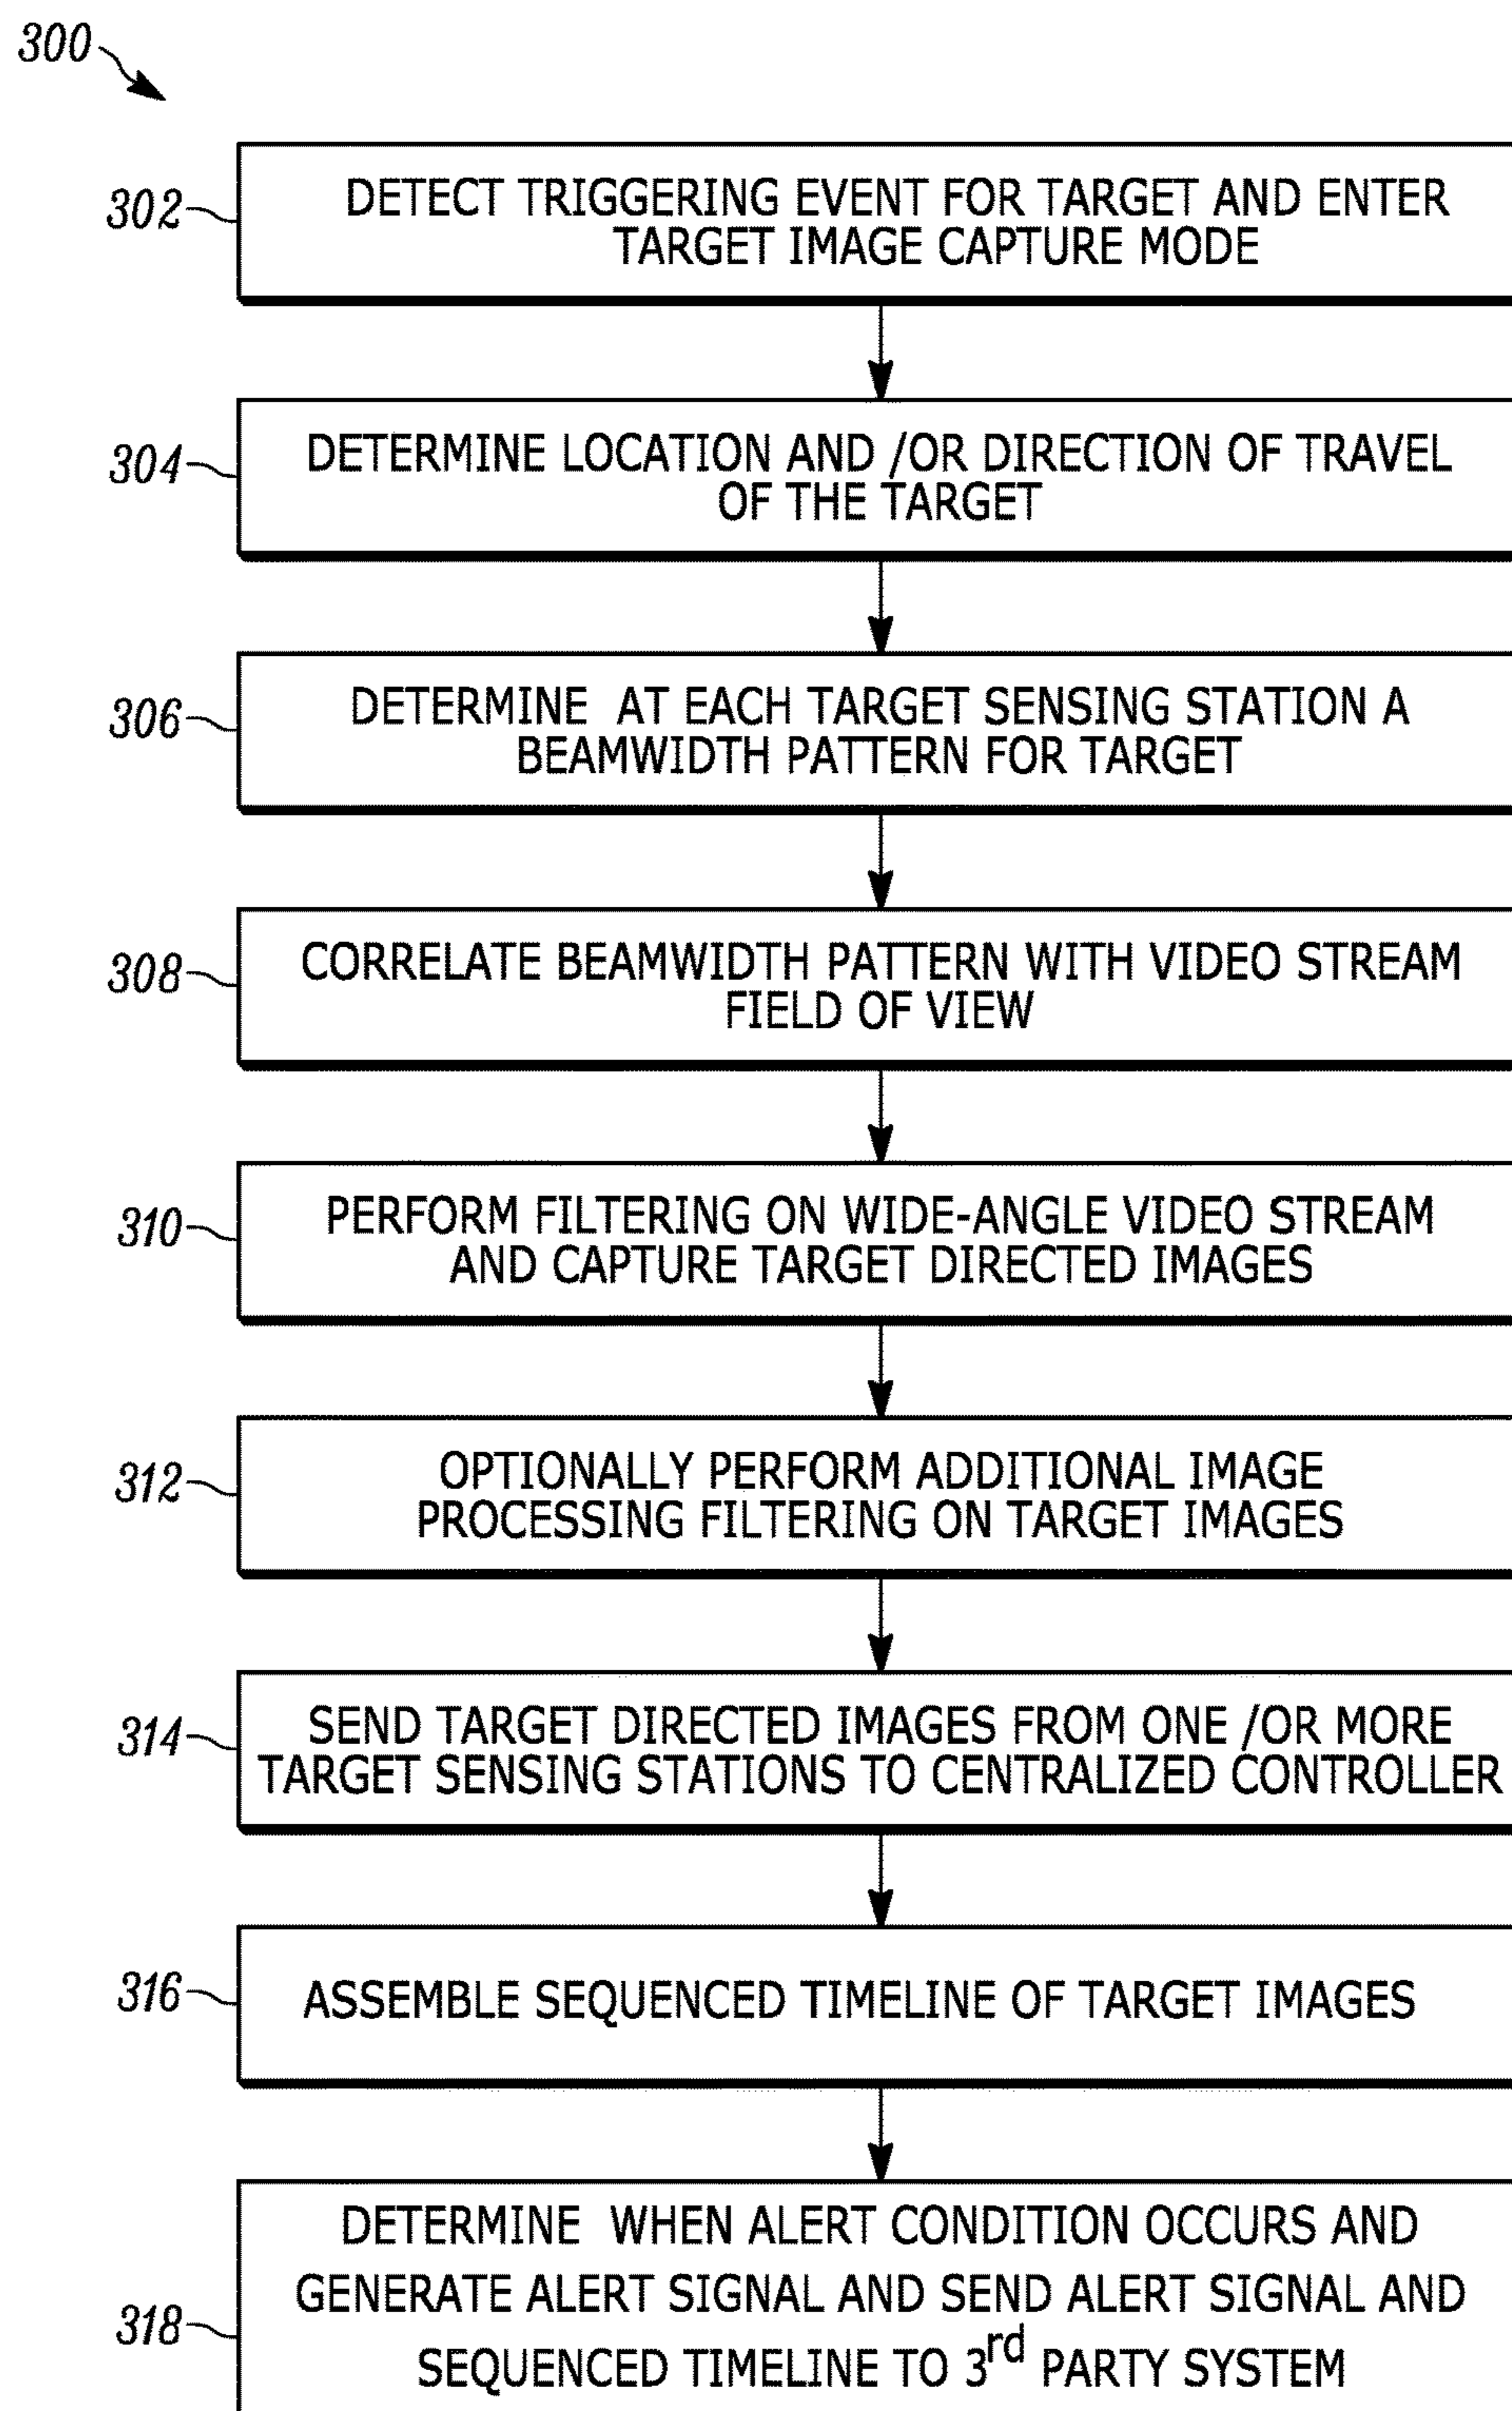 300
302
DETECT TRIGGERING EVENT FOR TARGET AND ENTER
TARGET IMAGE CAPTURE MODE
304
DETERMINE LOCATION AND /OR DIRECTION OF TRAVEL
OF THE TARGET
306
DETERMINE AT EACH TARGET SENSING STATION A
BEAMWIDTH PATTERN FOR TARGET
308
CORRELATE BEAMWIDTH PATTERN WITH VIDEO STREAM
FIELD OF VIEW
310
PERFORM FILTERING ON WIDE-ANGLE VIDEO STREAM
AND CAPTURE TARGET DIRECTED IMAGES
312
OPTIONALLY PERFORM ADDITIONAL IMAGE
PROCESSING FILTERING ON TARGET IMAGES
314
SEND TARGET DIRECTED IMAGES FROM ONE /OR MORE
TARGET SENSING STATIONS TO CENTRALIZED CONTROLLER
316
ASSEMBLE SEQUENCED TIMELINE OF TARGET IMAGES
318
DETERMINE WHEN ALERT CONDITION OCCURS AND
GENERATE ALERT SIGNAL AND SEND ALERT SIGNAL AND
SEQUENCED TIMELINE TO 3rd PARTY SYSTEM